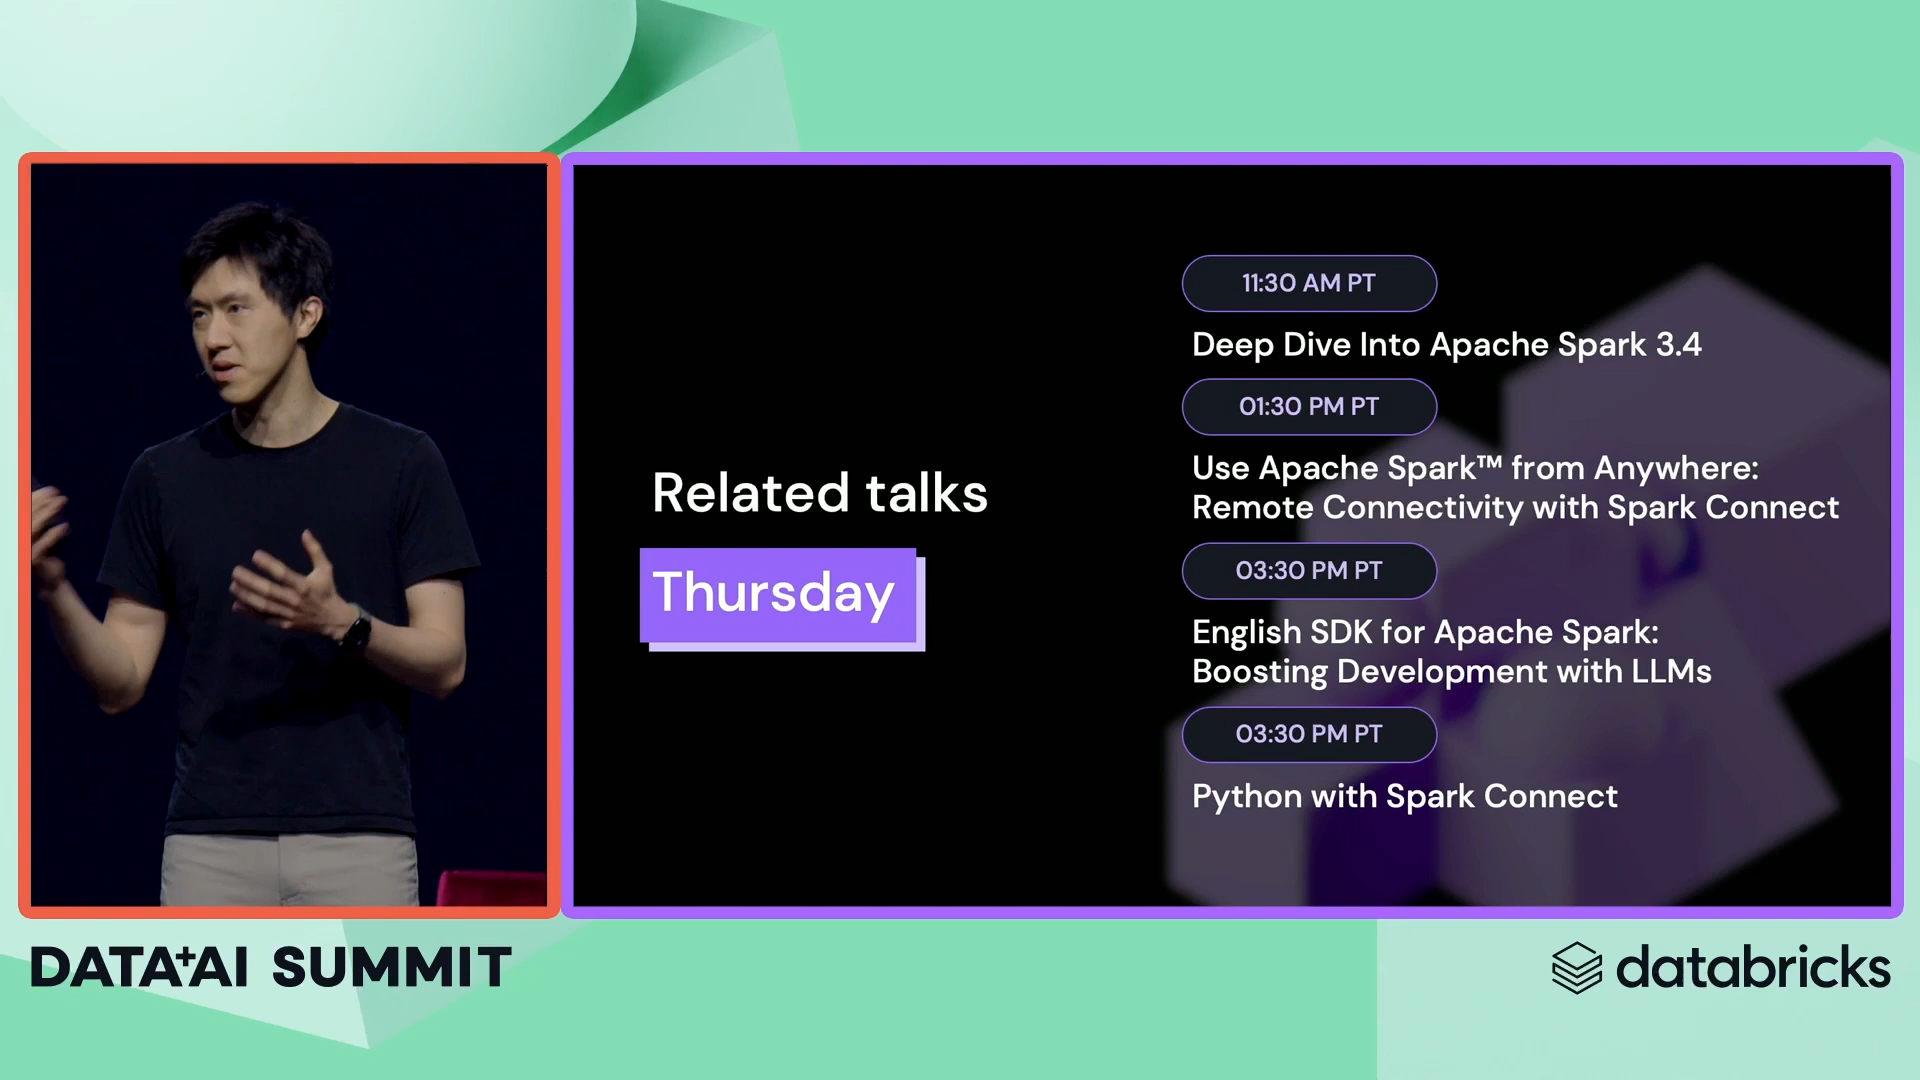 Related talks
Thursday
11:30 AM PT
Deep Dive Into Apache Spark 3.4
01:30 PM PT
Use Apache Spark™ from Anywhere:
Remote Connectivity with Spark Connect
03:30 PM PT
English SDK for Apache Spark:
Boosting Development with LLMs
03:30 PM PT
Python with Spark Connect
DATA+AI SUMMIT
databricks